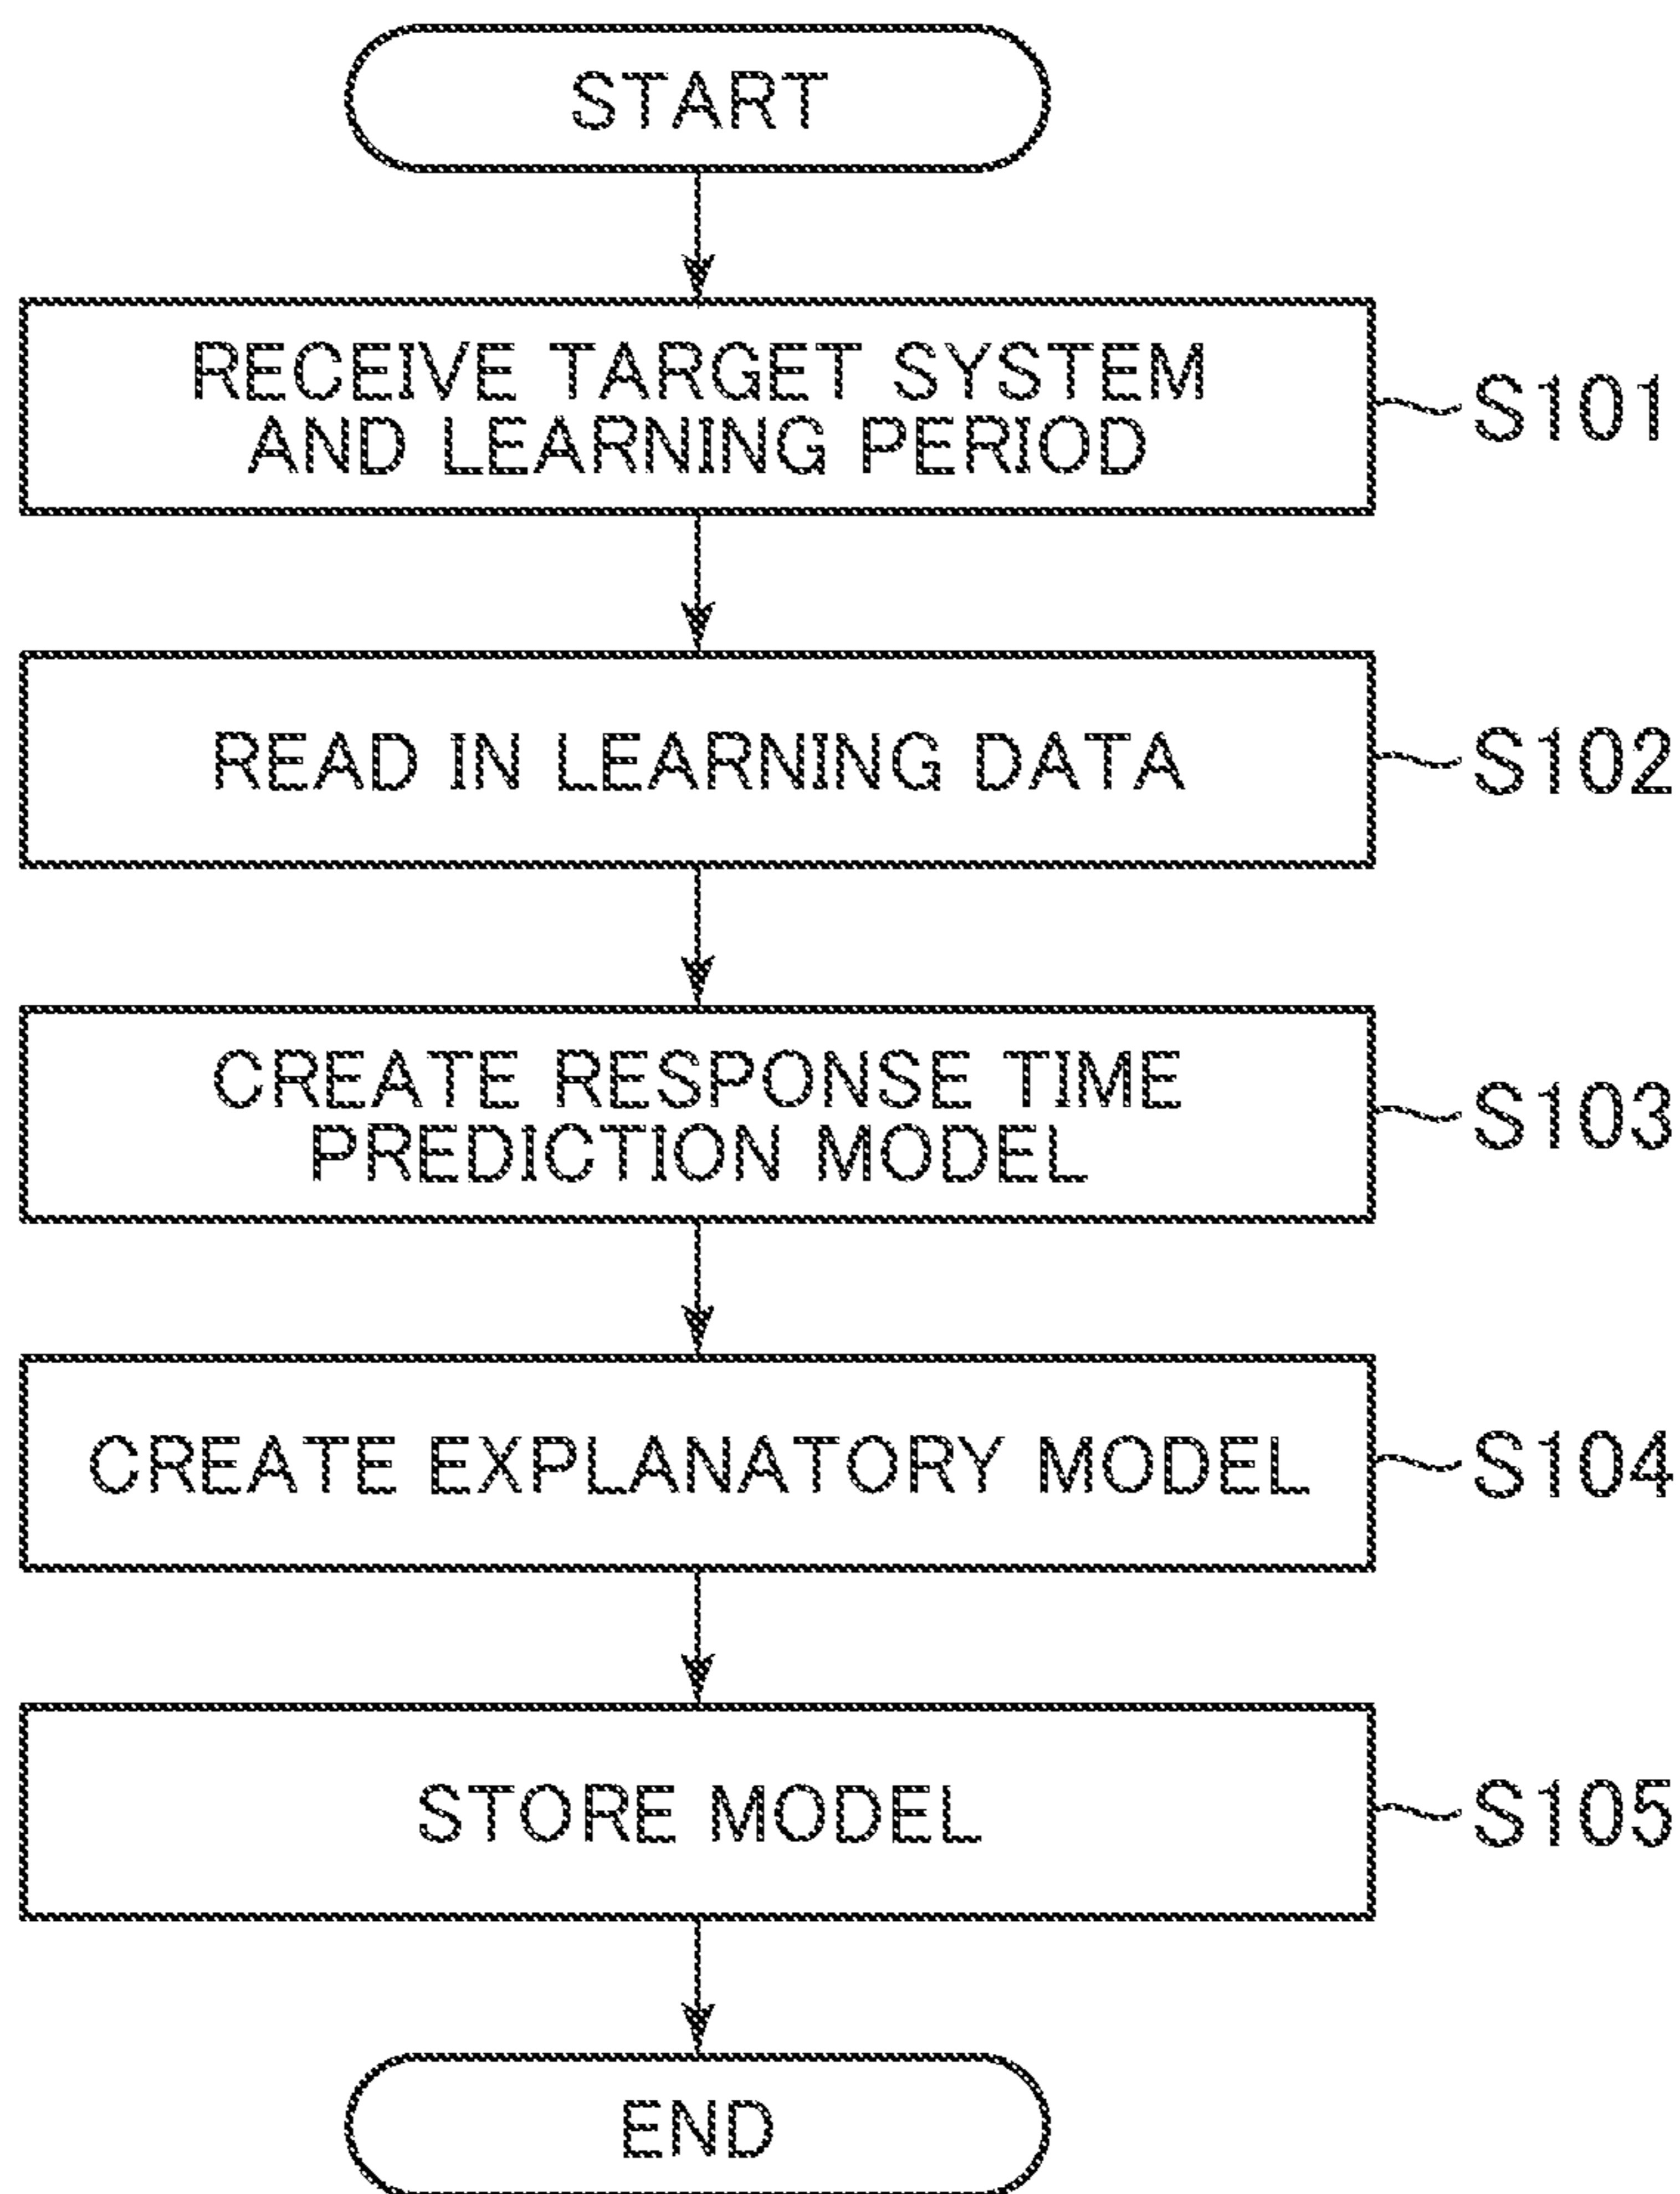 START
RECEIVE TARGET SYSTEM
AND LEARNING PERIOD
S101
READ IN LEARNING DATA
S102
CREATE RESPONSE TIME
PREDICTION MODEL
S103
CREATE EXPLANATORY MODEL
S104
STORE MODEL
S105
END